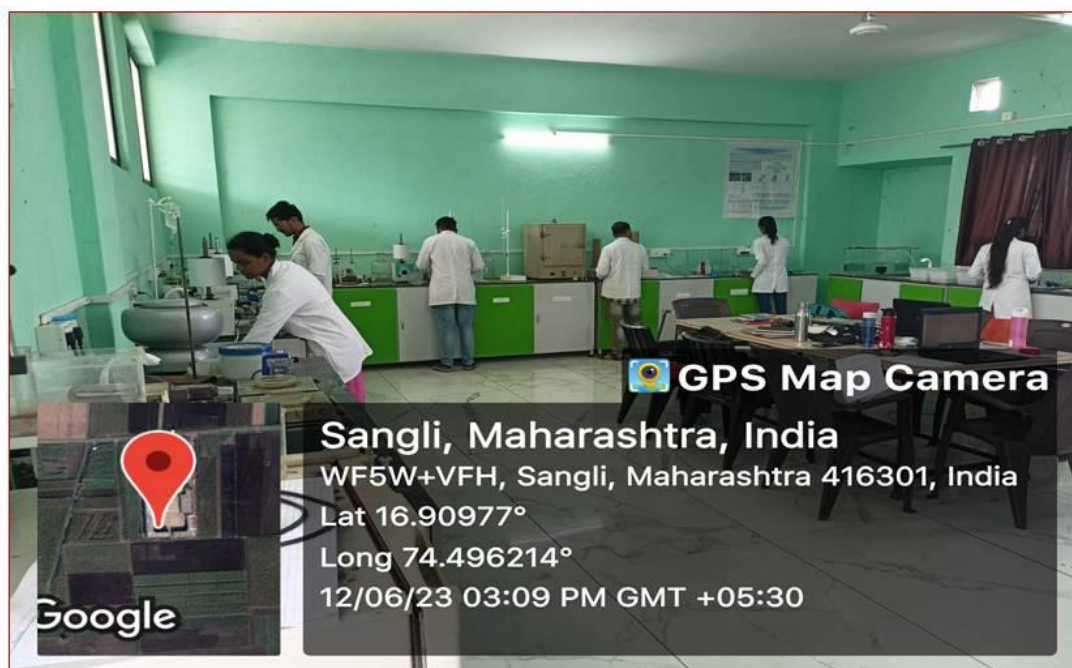 GPS Map Camera
Sangli, Maharashtra, India
WF5W+VFH, Sangli, Maharashtra 416301, India
Lat 16.90977°
Long 74.496214°
12/06/23 03:09 PM GMT +05:30
Google